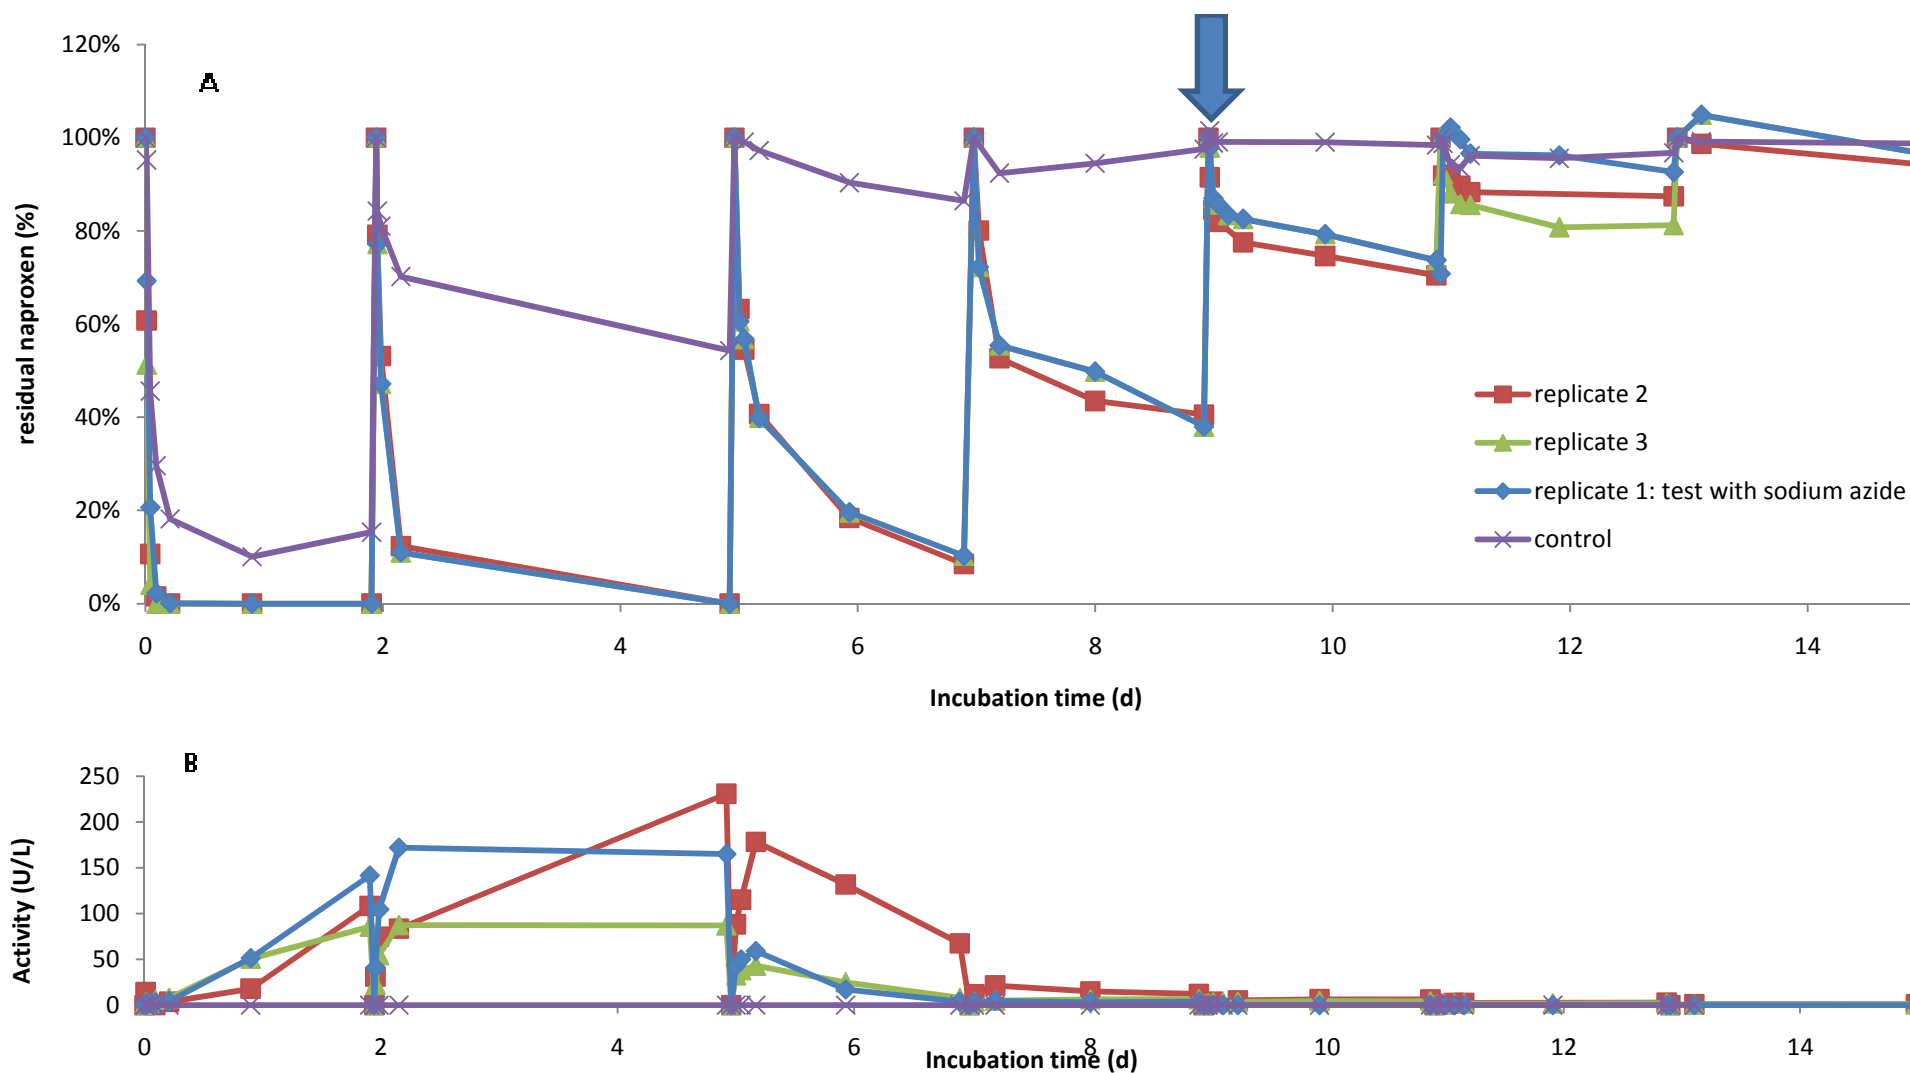 A
120%
100%
80%
60%
40%
20%
0%
residual naproxen (%)
0 2 4 6 8 10 12 14
Incubation time (d)
replicate 2
replicate 3
replicate 1: test with sodium azide
control
B
250
200
150
100
50
0
Activity (U/L)
0 2 4 6 8 10 12 14
Incubation time (d)